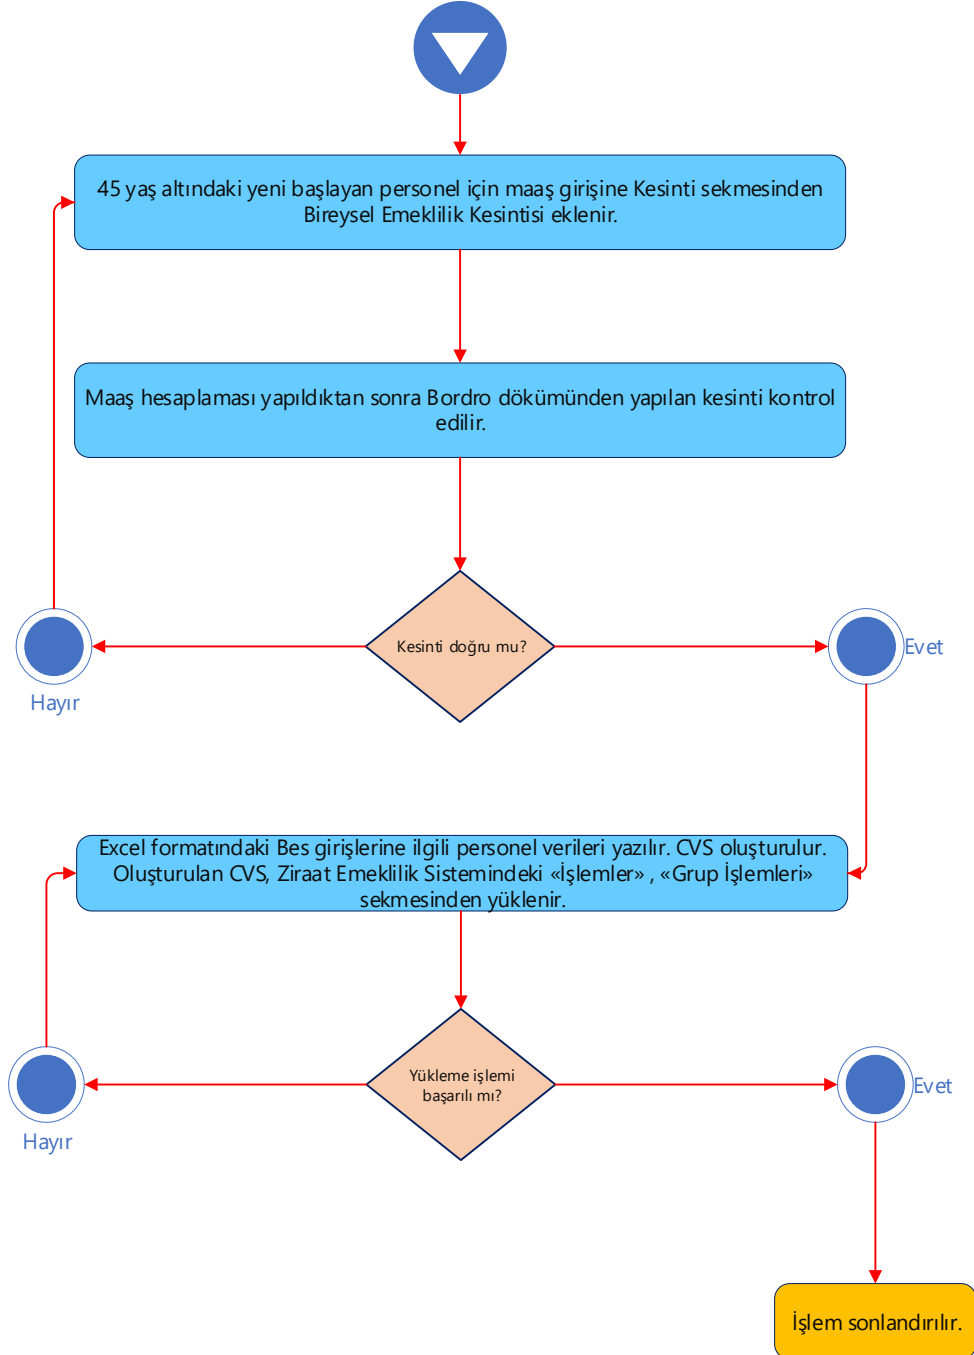 45 yaş altındaki yeni başlayan personel için maaş girişine Kesinti sekmesinden
Bireysel Emeklilik Kesintisi eklenir.
Maaş hesaplaması yapıldıktan sonra Bordro dökümünden yapılan kesinti kontrol
edilir.
Kesinti doğru mu?
Evet
Hayır
Excel formatındaki Bes girişlerine ilgili personel verileri yazılır. CVS oluşturulur.
Oluşturulan CVS, Ziraat Emeklilik Sistemindeki «İşlemler» , «Grup İşlemleri»
sekmesinden yüklenir.
Yükleme işlemi
başarılı mı?
Evet
Hayır
İşlem sonlandırılır.